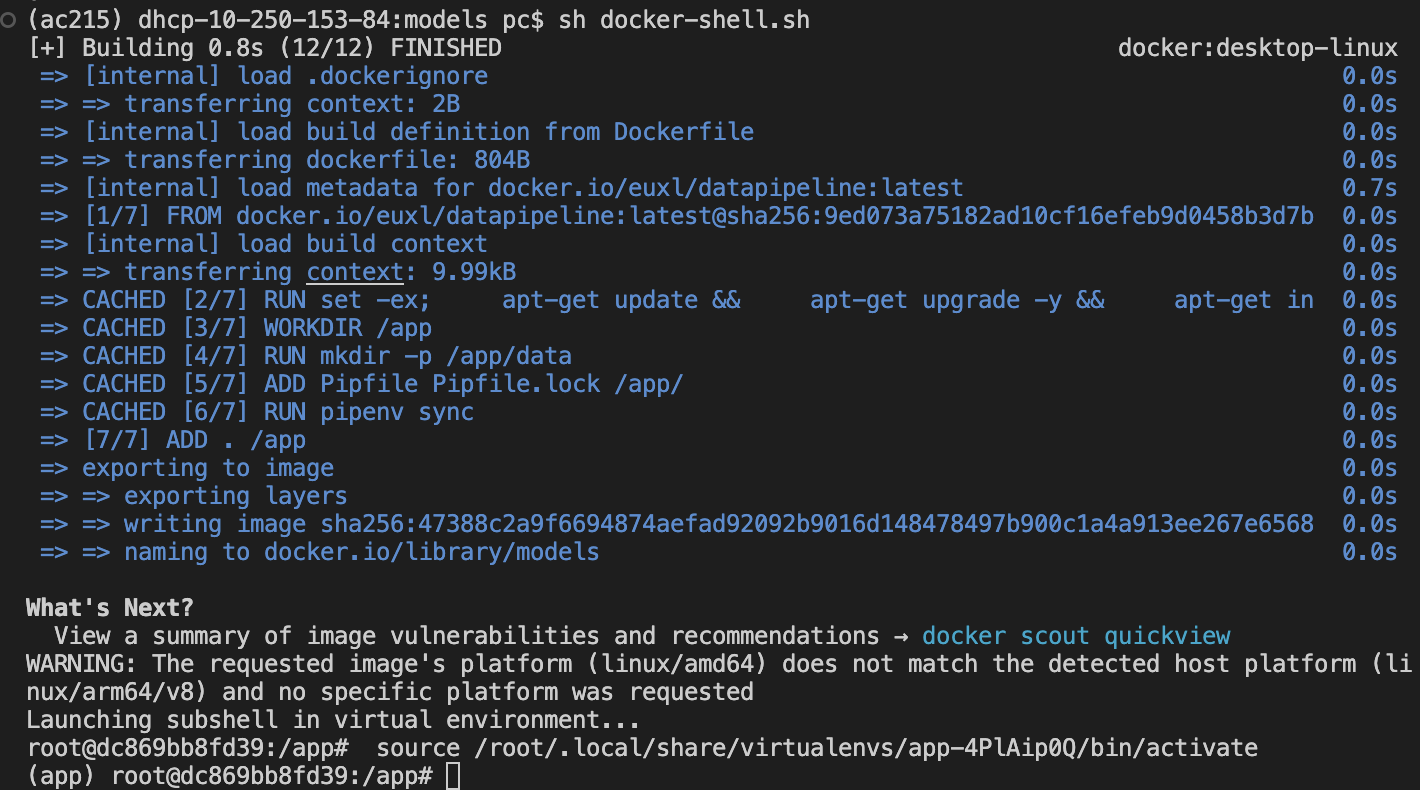 (ac215) dhcp-10-250-153-84:models pc$ sh docker-shell.sh
[+] Building 0.8s (12/12) FINISHED docker:desktop-linux
=> [internal] load .dockerignore 0.0s
=> => transferring context: 2B 0.0s
=> [internal] load build definition from Dockerfile 0.0s
=> => transferring dockerfile: 804B 0.0s
=> [internal] load metadata for docker.io/euxl/datapipeline:latest 0.7s
=> [1/7] FROM docker.io/euxl/datapipeline:latest@sha256:9ed073a75182ad10cf16efeb9d0458b3d7b 0.0s
=> [internal] load build context 0.0s
=> => transferring context: 9.99kB 0.0s
=> CACHED [2/7] RUN set -ex; apt-get update && apt-get upgrade -y && apt-get in 0.0s
=> CACHED [3/7] WORKDIR /app 0.0s
=> CACHED [4/7] RUN mkdir -p /app/data 0.0s
=> CACHED [5/7] ADD Pipfile Pipfile.lock /app/ 0.0s
=> CACHED [6/7] RUN pipenv sync 0.0s
=> [7/7] ADD . /app 0.0s
=> exporting to image 0.0s
=> => exporting layers 0.0s
=> => writing image sha256:47388c2a9f6694874aefad92092b9016d148478497b900c1a4a913ee267e6568 0.0s
=> => naming to docker.io/library/models 0.0s
What's Next?
View a summary of image vulnerabilities and recommendations → docker scout quickview
WARNING: The requested image's platform (linux/amd64) does not match the detected host platform (li
nux/arm64/v8) and no specific platform was requested
Launching subshell in virtual environment...
root@dc869bb8fd39:/app#  source /root/.local/share/virtualenvs/app-4PlAip0Q/bin/activate
(app) root@dc869bb8fd39:/app#